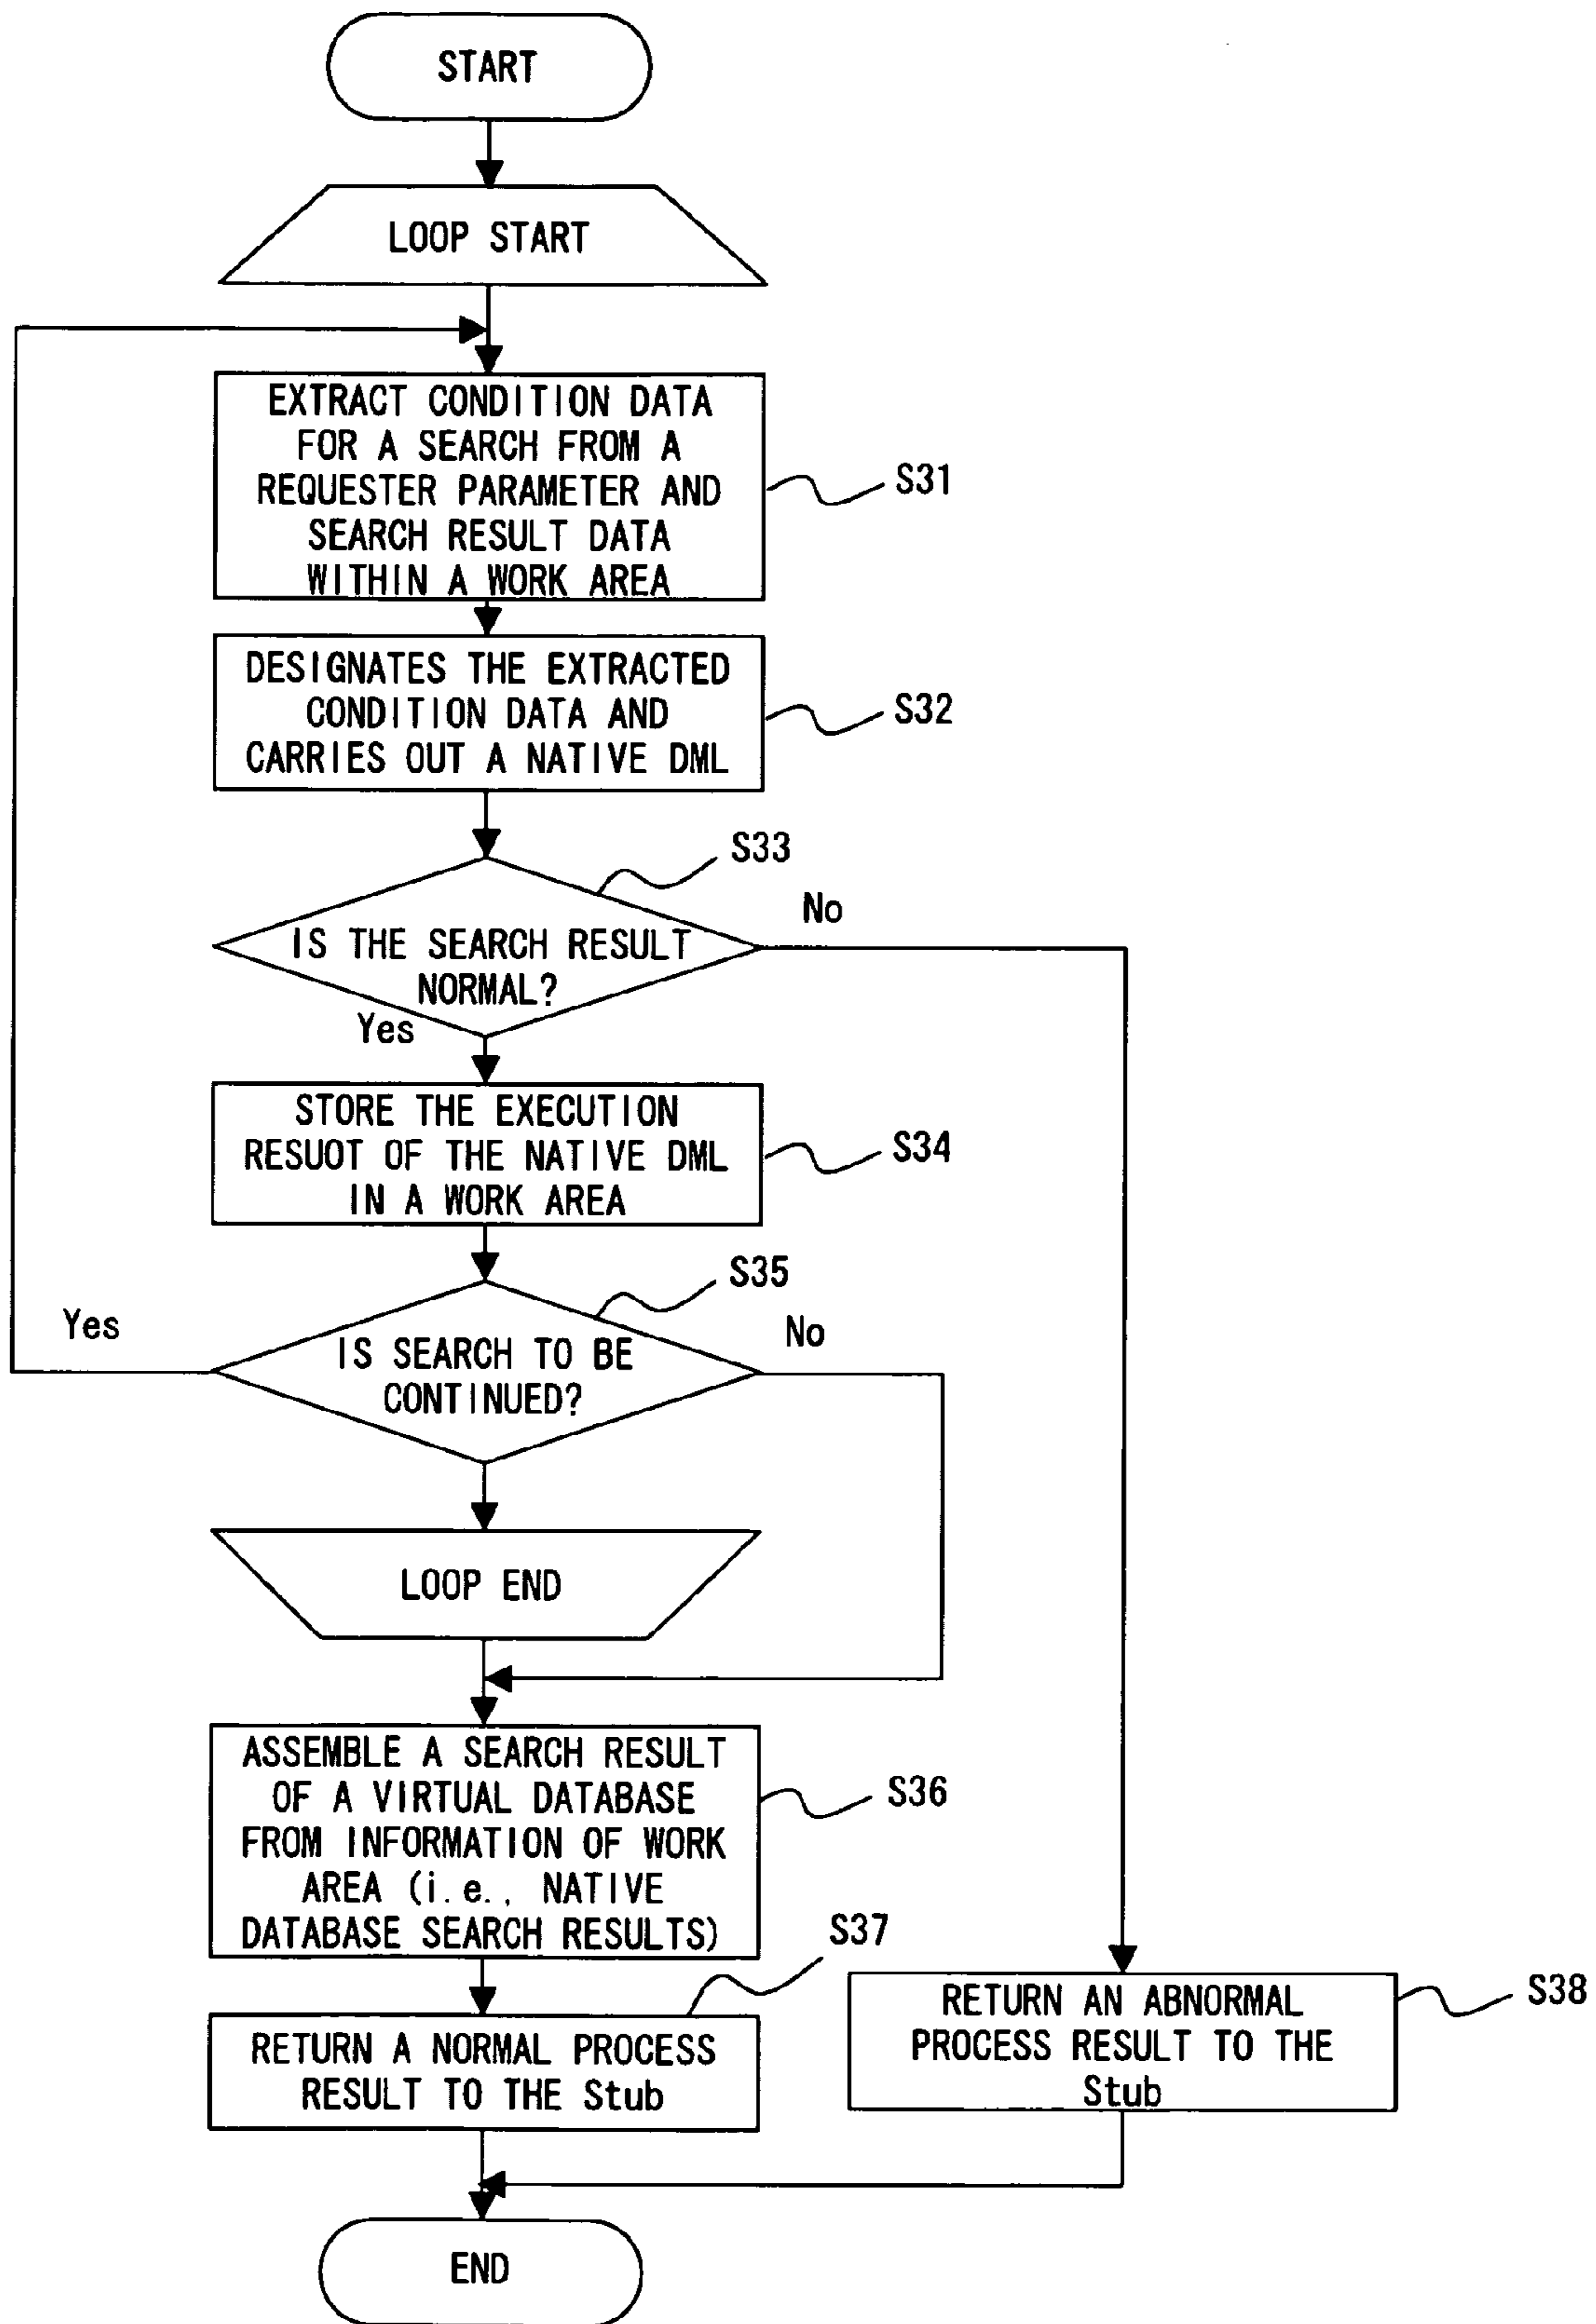 START
LOOP START
EXTRACT CONDITION DATA
FOR A SEARCH FROM A
REQUESTER PARAMETER AND
SEARCH RESULT DATA
WITHIN A WORK AREA
S31
DESIGNATES THE EXTRACTED
CONDITION DATA AND
CARRIES OUT A NATIVE DML
S32
S33
No
IS THE SEARCH RESULT
NORMAL?
Yes
STORE THE EXECUTION
RESUOT OF THE NATIVE DML
IN A WORK AREA
S34
S35
Yes
No
IS SEARCH TO BE
CONTINUED?
LOOP END
ASSEMBLE A SEARCH RESULT
OF A VIRTUAL DATABASE
FROM INFORMATION OF WORK
AREA (i.e., NATIVE
DATABASE SEARCH RESULTS)
S36
S37
RETURN A NORMAL PROCESS
RESULT TO THE Stub
RETURN AN ABNORMAL
PROCESS RESULT TO THE
Stub
S38
END